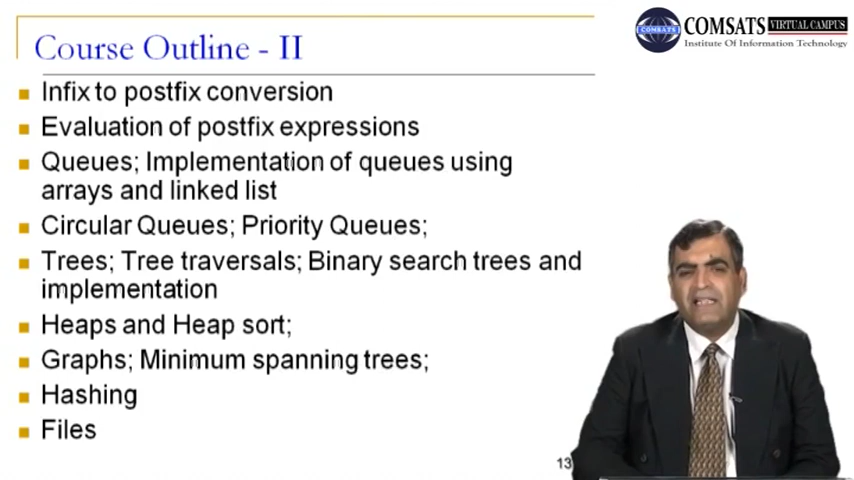 Course Outline - II
COMSATS VIRTUAL CAMPUS
Institute Of Information Technology
COMSATS
Infix to postfix conversion
Evaluation of postfix expressions
Queues; Implementation of queues using
arrays and linked list
Circular Queues; Priority Queues;
Trees; Tree traversals; Binary search trees and
implementation
Heaps and Heap sort;
Graphs; Minimum spanning trees;
Hashing
Files
13